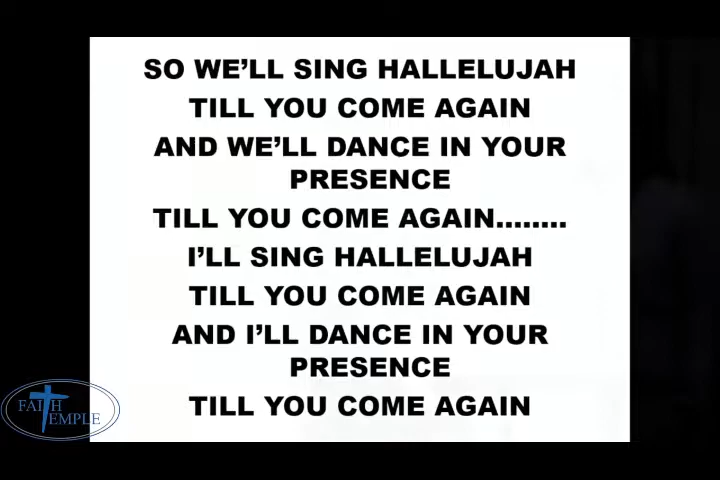 SO WE'LL SING HALLELUJAH
TILL YOU COME AGAIN
AND WE'LL DANCE IN YOUR
PRESENCE
TILL YOU COME AGAIN........
I'LL SING HALLELUJAH
TILL YOU COME AGAIN
AND I'LL DANCE IN YOUR
PRESENCE
TILL YOU COME AGAIN
FAITH
TEMPLE